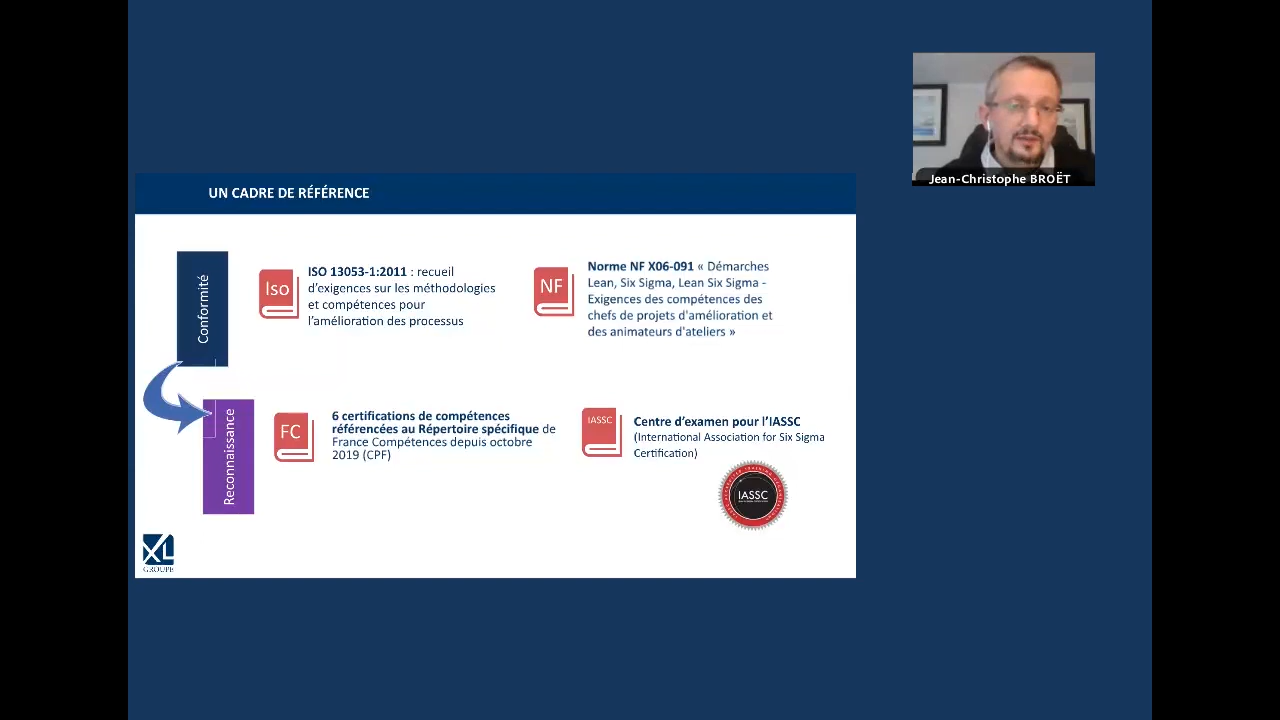 Jean-Christophe BROËT
UN CADRE DE RÉFÉRENCE
Conformité
Iso
ISO 13053-1:2011 : recueil
d'exigences sur les méthodologies
et compétences pour
l'amélioration des processus
NF
Norme NF X06-091 « Démarches
Lean, Six Sigma, Lean Six Sigma -
Exigences des compétences des
chefs de projets d'amélioration et
des animateurs d'ateliers »
Reconnaissance
FC
6 certifications de compétences
référencées au Répertoire spécifique de
France Compétences depuis octobre
2019 (CPF)
IASSC
Centre d'examen pour l'IASSC
(International Association for Six Sigma
Certification)
IASSC
XL
GROUPE